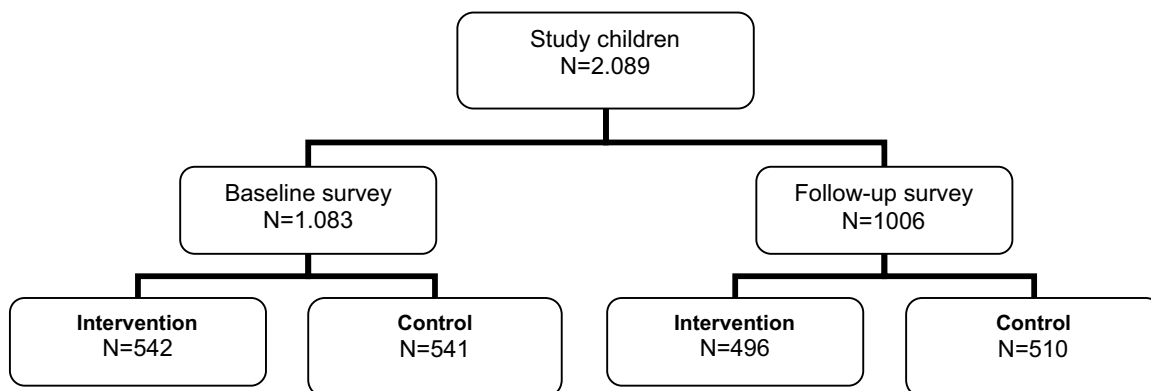 Study children
N=2.089
Baseline survey
N=1.083
Follow-up survey
N=1006
Intervention
N=542
Control
N=541
Intervention
N=496
Control
N=510